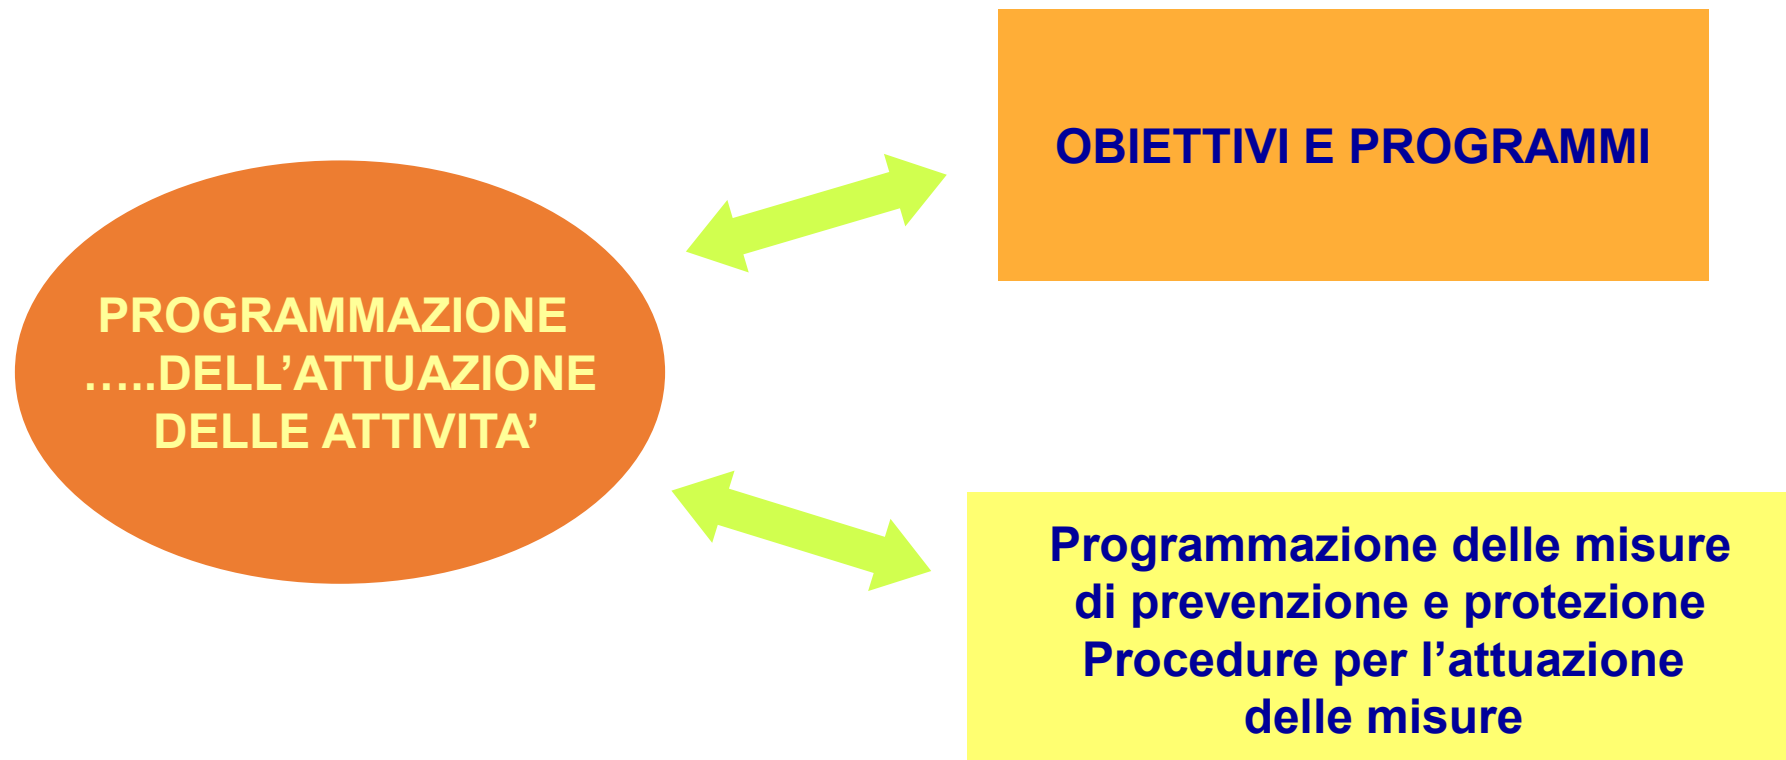 OBIETTIVI E PROGRAMMI
PROGRAMMAZIONE
…..DELL’ATTUAZIONE
DELLE ATTIVITA’
Programmazione delle misure
di prevenzione e protezione
Procedure per l’attuazione
delle misure